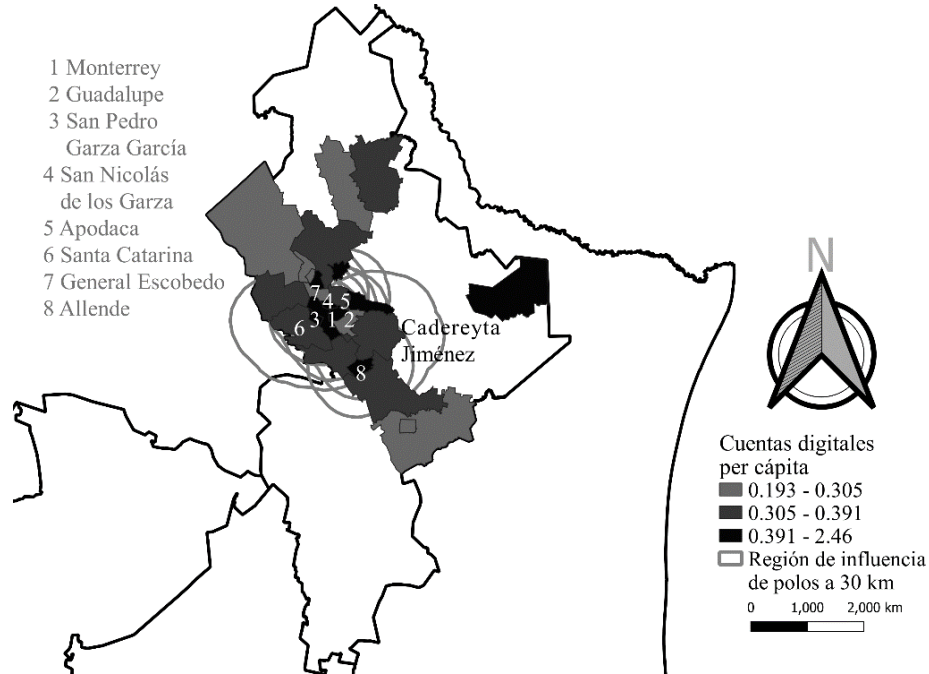 1 Monterrey
2 Guadalupe
3 San Pedro
Garza García
4 San Nicolás
de los Garza
5 Apodaca
6 Santa Catarina
7 General Escobedo
8 Allende
7
4 5
6 3 1 2
8
Cadereyta
Jiménez
N
Cuentas digitales
per cápita
0.193 - 0.305
0.305 - 0.391
0.391 - 2.46
Región de influencia
de polos a 30 km
0 1,000 2,000 km